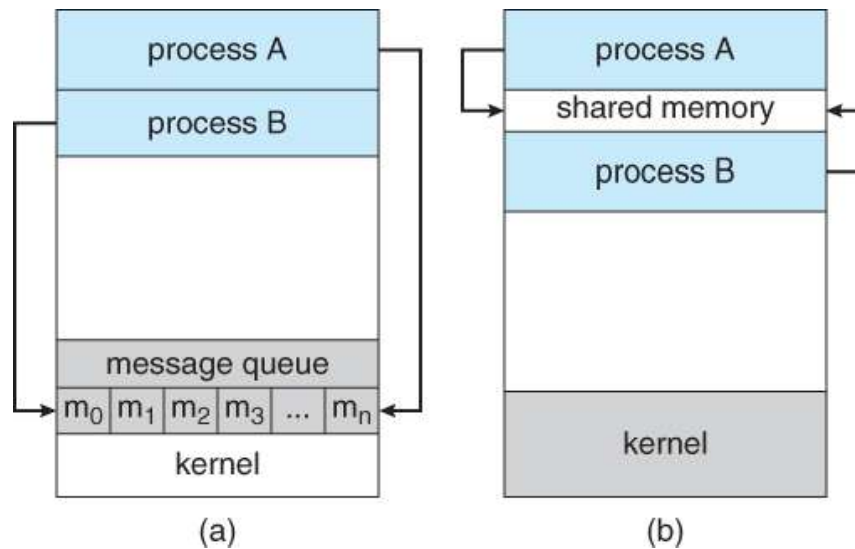 process A
process B
message queue
m0 m1 m2 m3 ... mn
kernel
(a)
process A
shared memory
process B
kernel
(b)